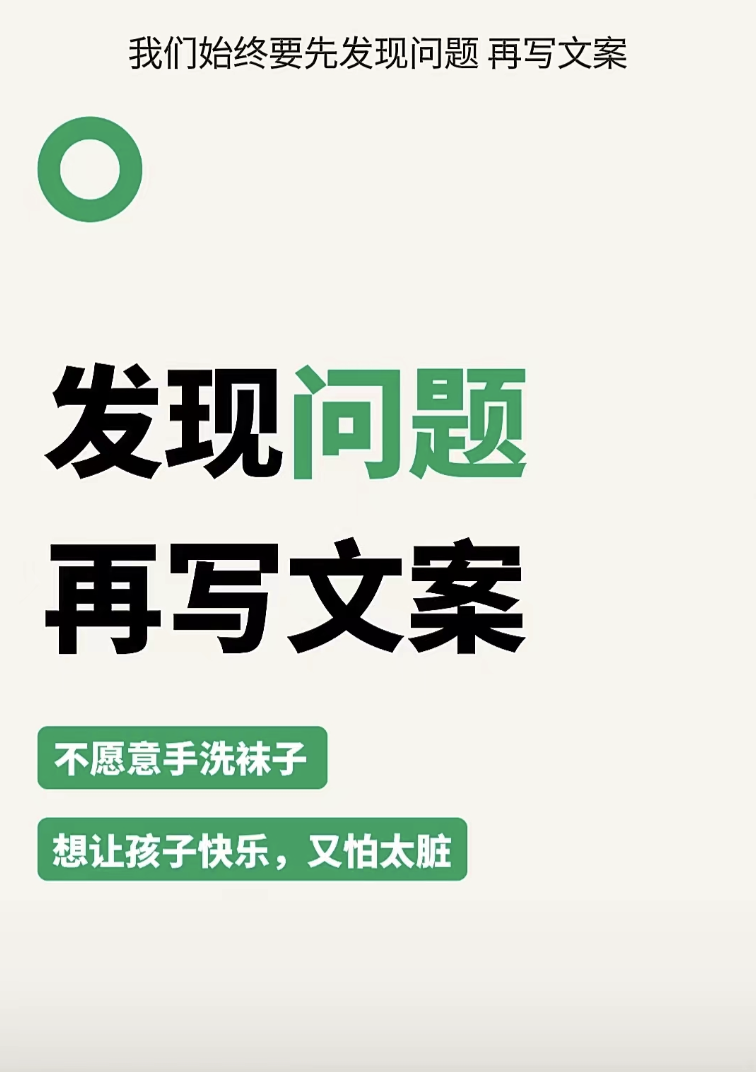 我们始终要先发现问题 再写文案
发现问题
再写文案
不愿意手洗袜子
想让孩子快乐，又怕太脏